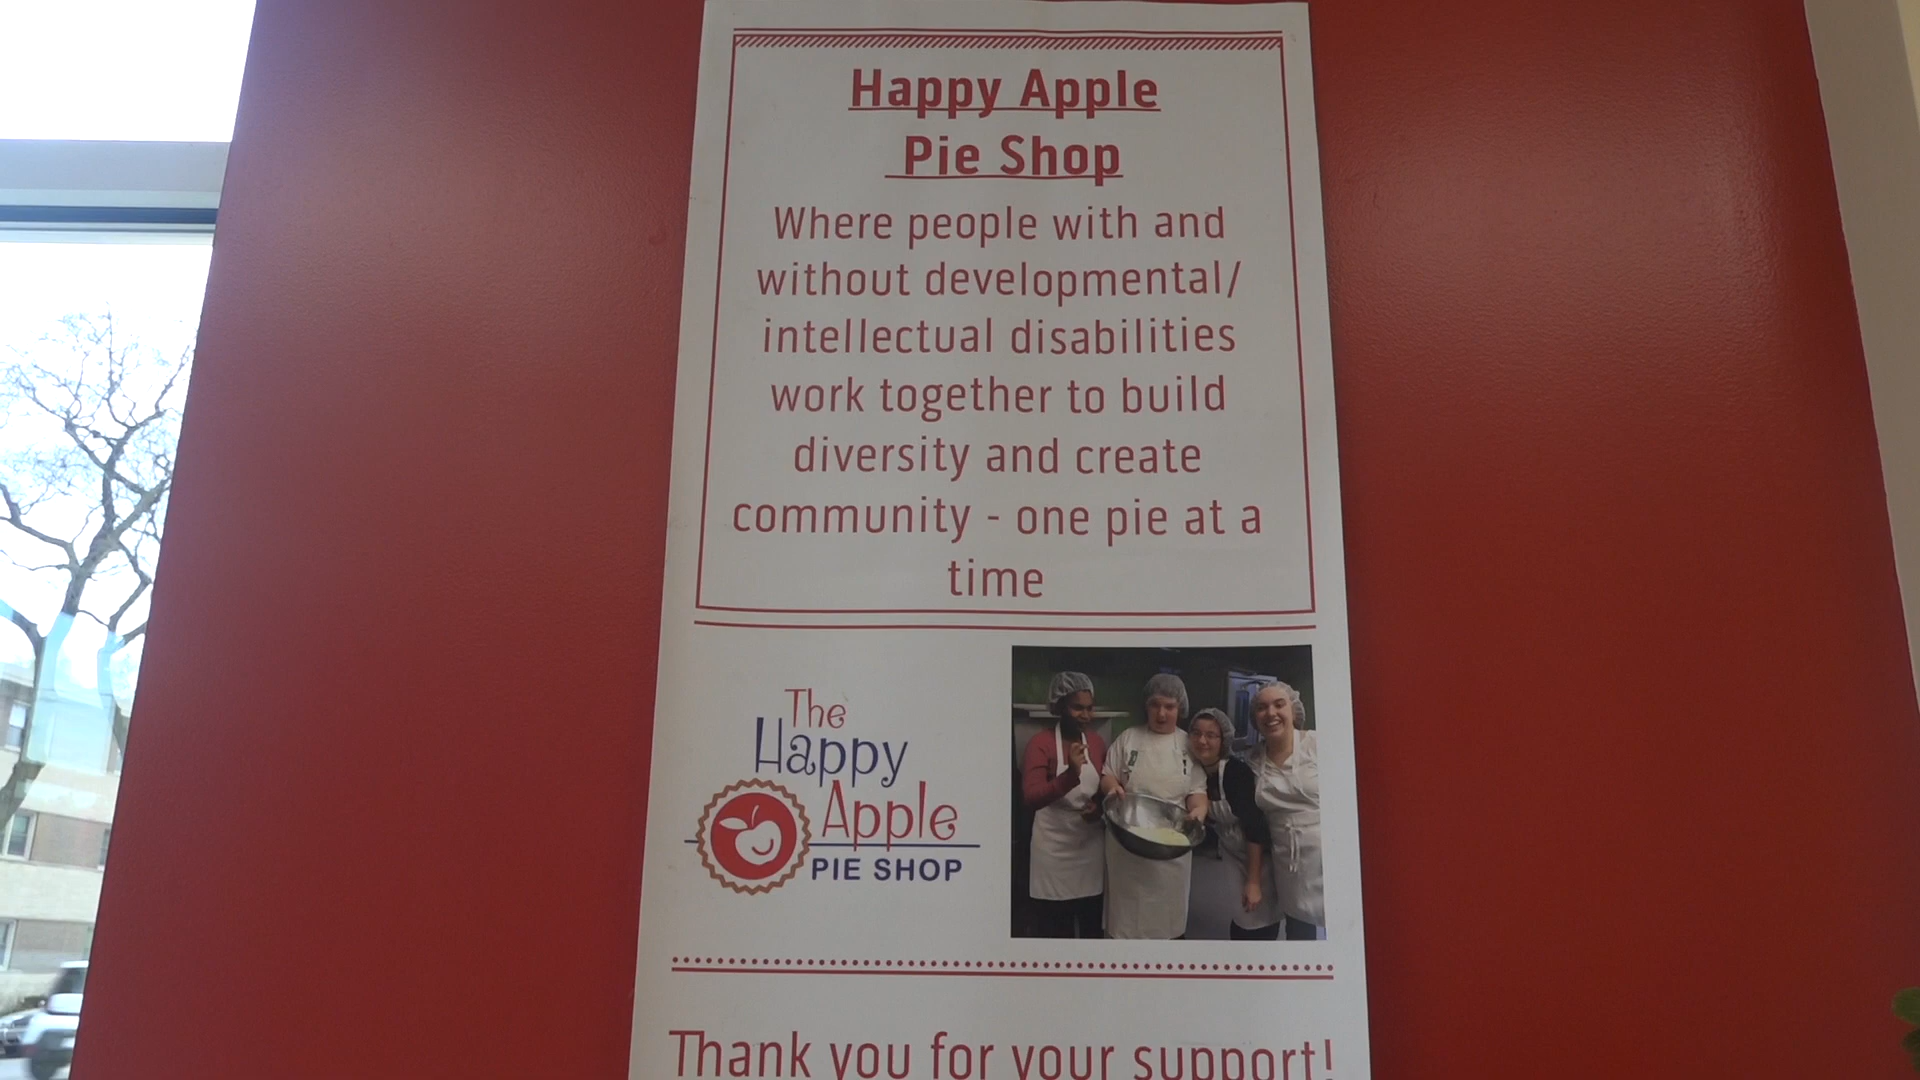 Happy Apple
Pie Shop
Where people with and
without developmental/
intellectual disabilities
work together to build
diversity and create
community - one pie at a
time
The
Happy
Apple
PIE SHOP
Thank you for your support!